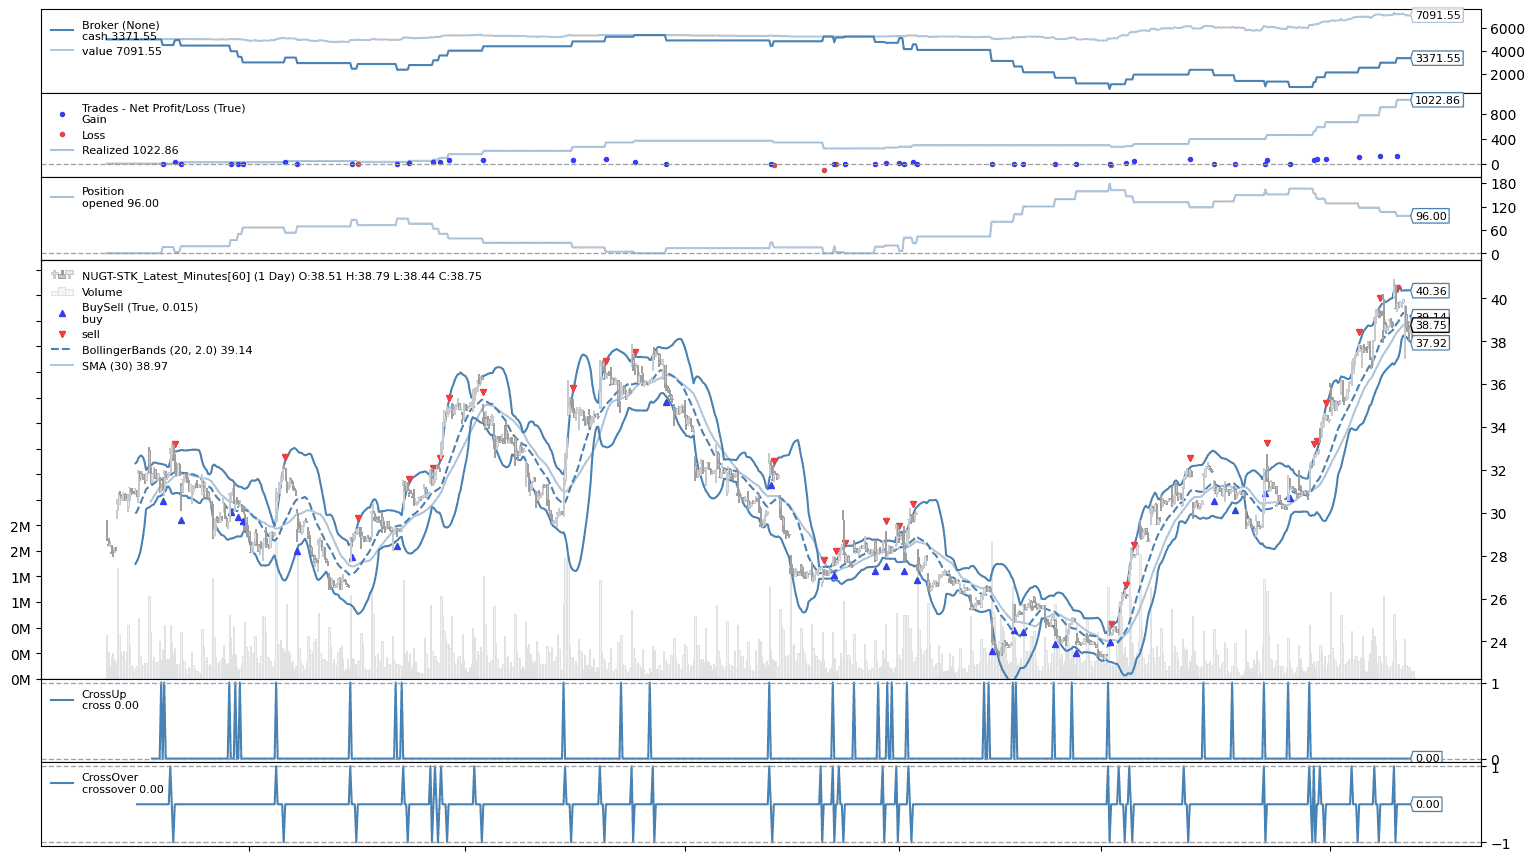 Broker (None)
cash 3371.55
value 7091.55
7091.55
6000
4000
3371.55
2000
Trades - Net Profit/Loss (True)
Gain
Loss
Realized 1022.86
1022.86
800
400
0
Position
opened 96.00
180
120
96.00
60
0
NUGT-STK_Latest_Minutes[60] (1 Day) O:38.51 H:38.79 L:38.44 C:38.75
Volume
BuySell (True, 0.015)
buy
sell
BollingerBands (20, 2.0) 39.14
SMA (30) 38.97
40.36
40
39.14
38.75
38
37.92
36
34
32
30
28
26
24
2M
2M
1M
1M
0M
0M
0M
CrossUp
cross 0.00
1
0.00
0
CrossOver
crossover 0.00
1
0.00
−1